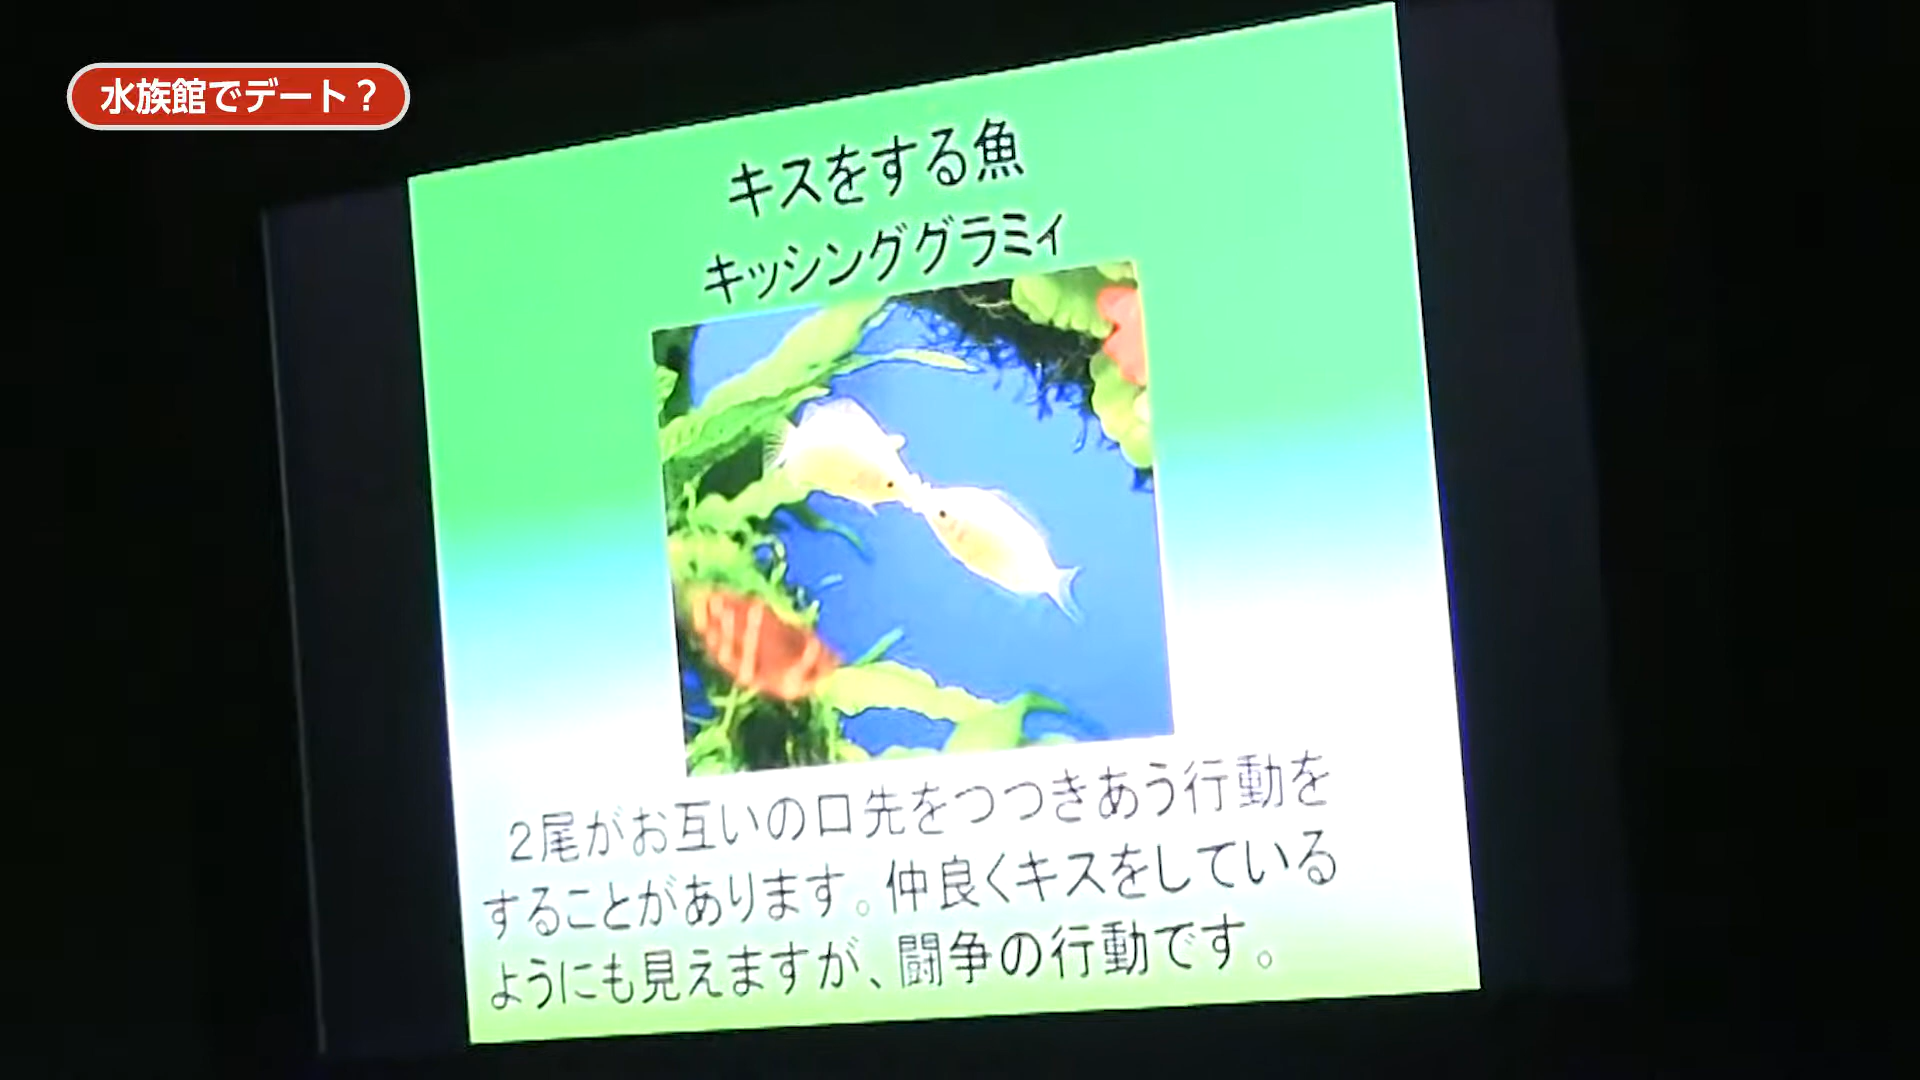 水族館でデート？
キスをする魚
キッシンググラミィ
2尾がお互いの口先をつつきあう行動を
することがあります。仲良くキスをしている
ようにも見えますが、闘争の行動です。